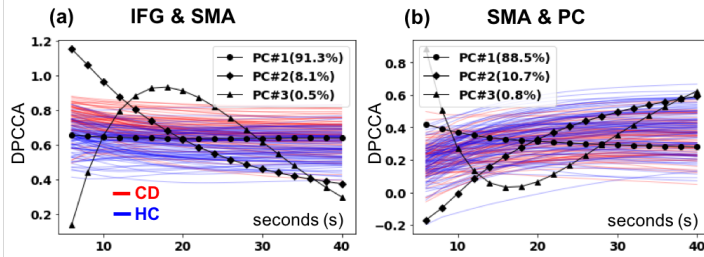 (a) IFG & SMA
DPCCA
1.2
1.0
0.8
0.6
0.4
0.2
PC#1(91.3%)
PC#2(8.1%)
PC#3(0.5%)
CD
HC
seconds (s)
10 20 30 40
(b) SMA & PC
DPCCA
0.8
0.6
0.4
0.2
0.0
−0.2
PC#1(88.5%)
PC#2(10.7%)
PC#3(0.8%)
seconds (s)
10 20 30 40